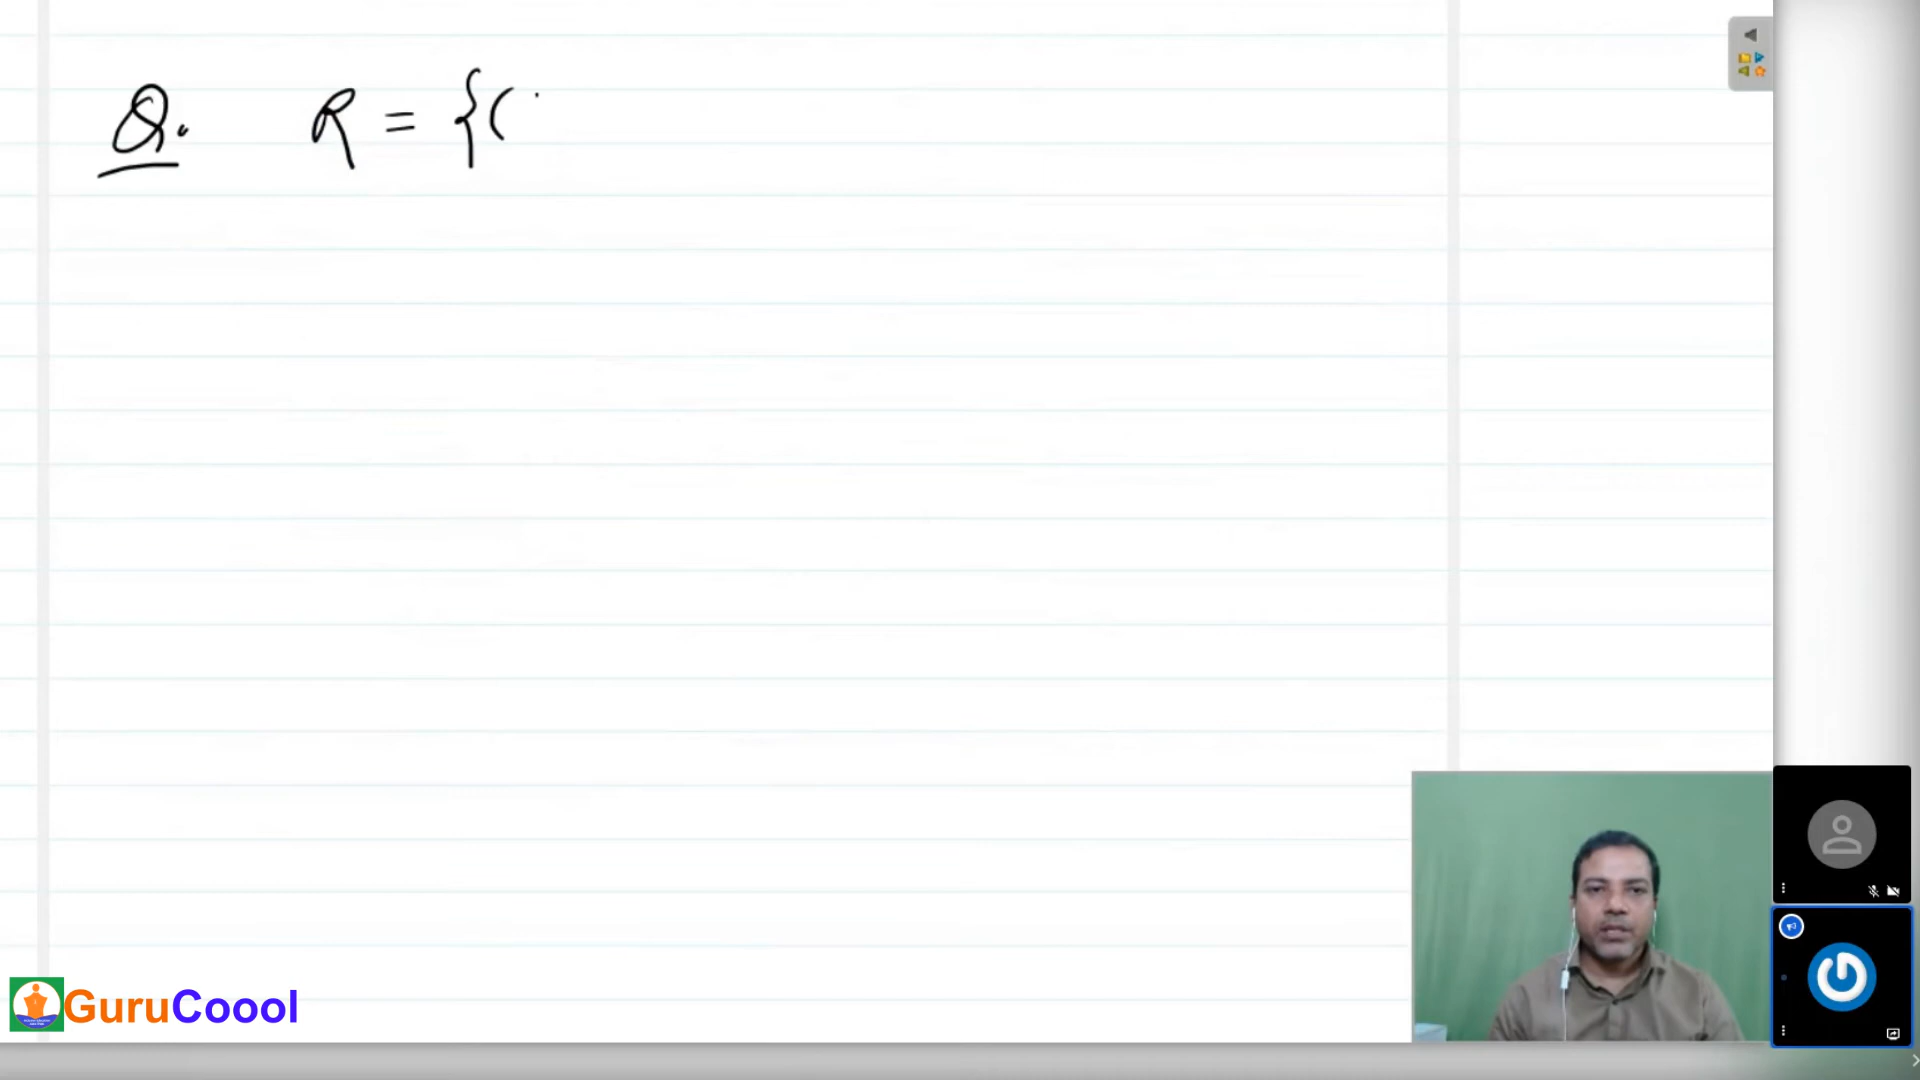 Q. R = {(
GuruCoool